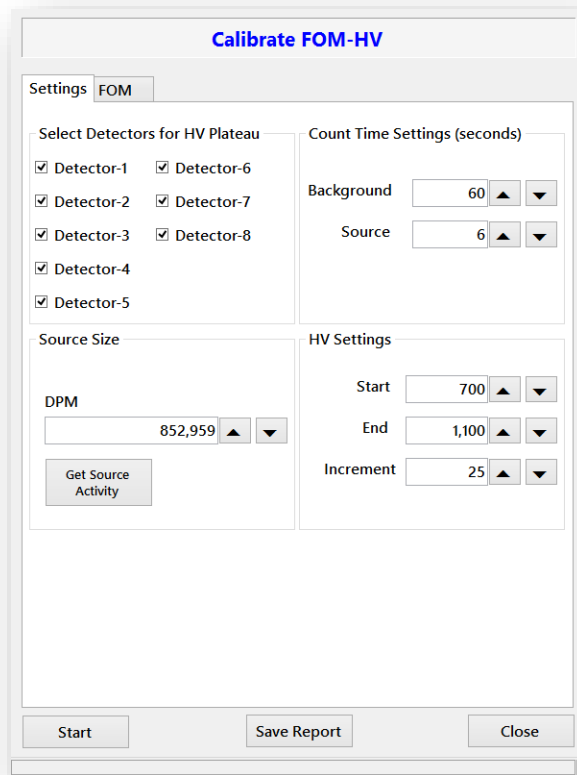 Calibrate FOM-HV
Settings
FOM
Select Detectors for HV Plateau
Detector-1
Detector-6
Detector-2
Detector-7
Detector-3
Detector-8
Detector-4
Detector-5
Count Time Settings (seconds)
Background 60
Source 6
Source Size
DPM
852,959
Get Source
Activity
HV Settings
Start 700
End 1,100
Increment 25
Start
Save Report
Close